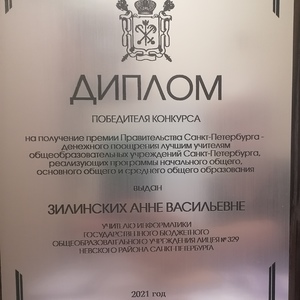 ДИПЛОМ
ПОБЕДИТЕЛЯ КОНКУРСА
на получение премии Правительства Санкт-Петербурга -
денежного поощрения лучшим учителям
общеобразовательных учреждений Санкт-Петербурга,
реализующих программы начального общего,
основного общего и среднего общего образования
выдан
ЗИЛИНСКИХ АННЕ ВАСИЛЬЕВНЕ
УЧИТЕЛЮ ИНФОРМАТИКИ
ГОСУДАРСТВЕННОГО БЮДЖЕТНОГО
ОБЩЕОБРАЗОВАТЕЛЬНОГО УЧРЕЖДЕНИЯ ЛИЦЕЯ № 329
НЕВСКОГО РАЙОНА САНКТ-ПЕТЕРБУРГА
2021 год